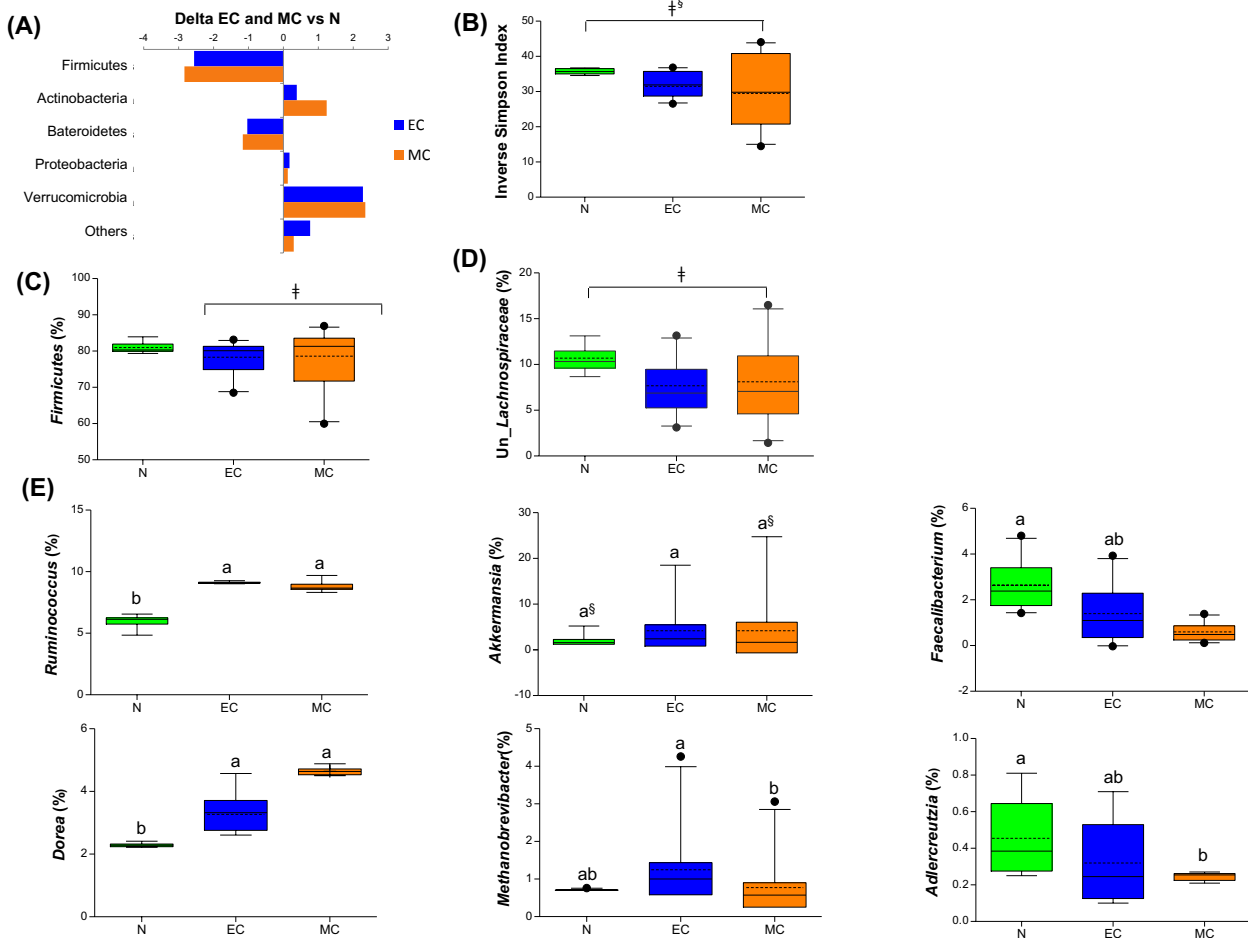 (A)
Delta EC and MC vs N
-4 -3 -2 -1 0 1 2 3
Firmicutes
Actinobacteria
Bateroidetes
Proteobacteria
Verrucomicrobia
Others
EC
MC
(B)
Inverse Simpson Index
50
40
30
20
10
0
ǂ§
N EC MC
(C)
Firmicutes (%)
100
90
80
70
60
50
ǂ
N EC MC
(D)
Un_Lachnospiraceae (%)
20
15
10
5
0
ǂ
N EC MC
(E)
Ruminococcus (%)
15
10
5
0
b a a
N EC MC
Akermansia (%)
30
20
10
0
-10
a§ a a§
N EC MC
Faecalibacterium (%)
6
4
2
0
-2
a ab
N EC MC
Dorea (%)
6
4
2
0
b a a
N EC MC
Methanobrevibacter(%)
5
4
3
2
1
0
ab a b
N EC MC
Adlercreutzia (%)
1.0
0.8
0.6
0.4
0.2
0.0
a ab b
N EC MC